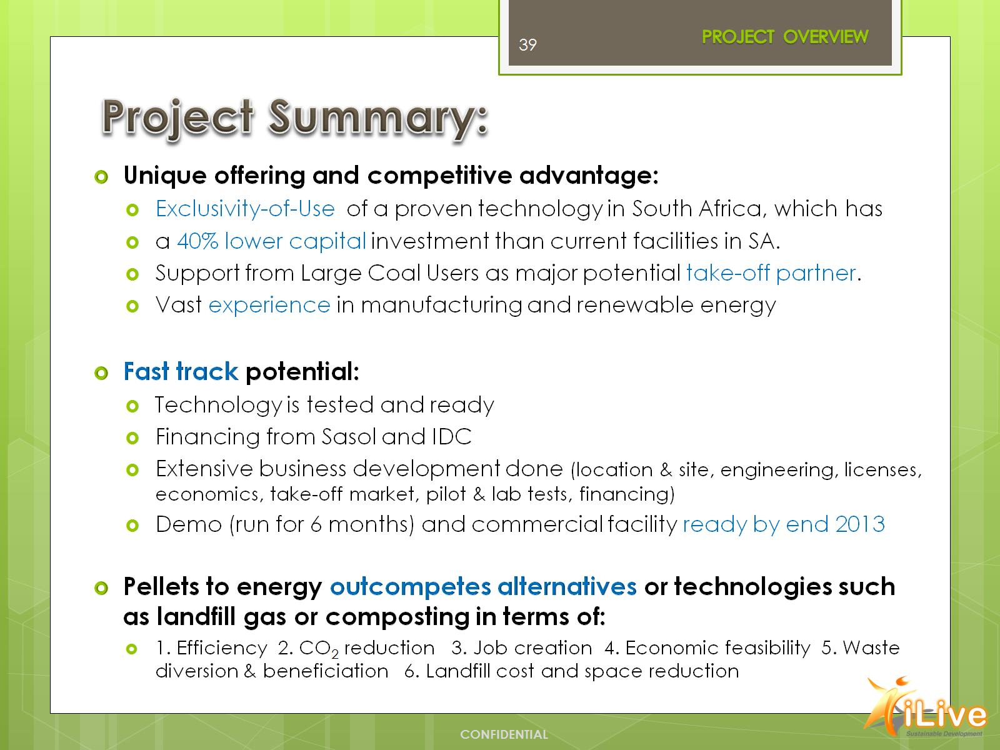 39
PROJECT OVERVIEW
Project Summary:
Unique offering and competitive advantage:
Exclusivity-of-Use of a proven technology in South Africa, which has
a 40% lower capital investment than current facilities in SA.
Support from Large Coal Users as major potential take-off partner.
Vast experience in manufacturing and renewable energy
Fast track potential:
Technology is tested and ready
Financing from Sasol and IDC
Extensive business development done (location & site, engineering, licenses,
economics, take-off market, pilot & lab tests, financing)
Demo (run for 6 months) and commercial facility ready by end 2013
Pellets to energy outcompetes alternatives or technologies such
as landfill gas or composting in terms of:
1. Efficiency 2. CO₂ reduction 3. Job creation 4. Economic feasibility 5. Waste
diversion & beneficiation 6. Landfill cost and space reduction
iLive
Sustainable Development
CONFIDENTIAL